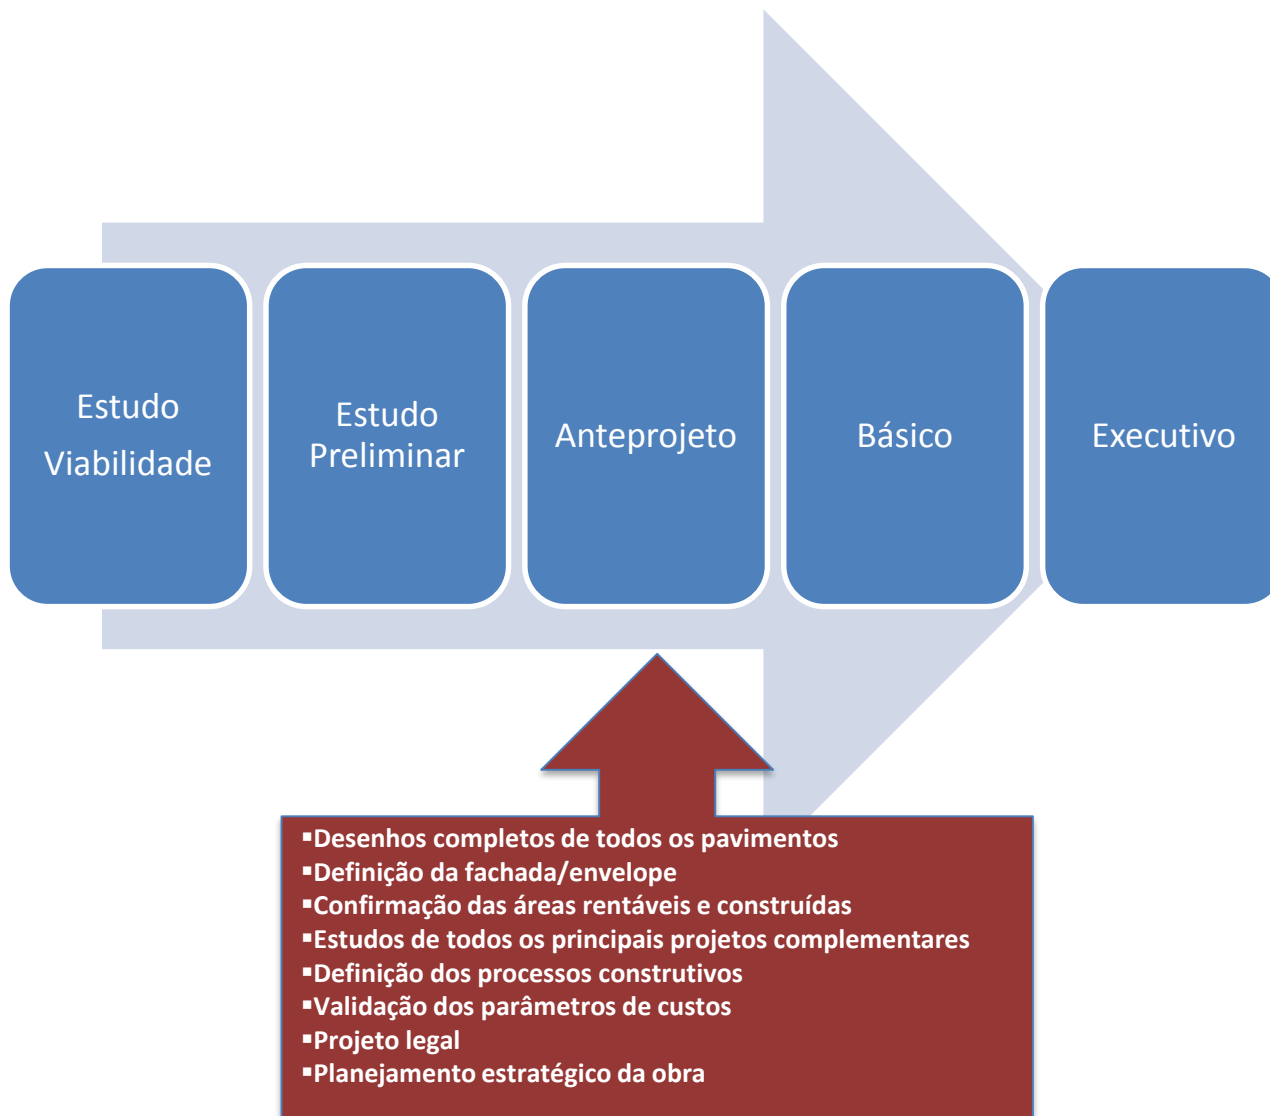 Estudo
Viabilidade
Estudo
Preliminar
Anteprojeto
Básico
Executivo
▪Desenhos completos de todos os pavimentos
▪Definição da fachada/envelope
▪Confirmação das áreas rentáveis e construídas
▪Estudos de todos os principais projetos complementares
▪Definição dos processos construtivos
▪Validação dos parâmetros de custos
▪Projeto legal
▪Planejamento estratégico da obra